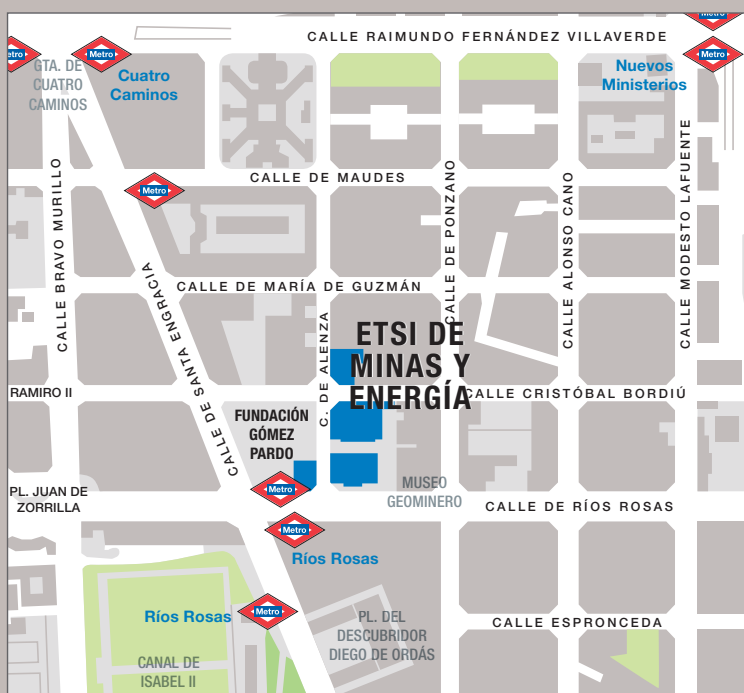 CALLE RAIMUNDO FERNÁNDEZ VILLAVERDE
Metro
Metro
Metro
GTA. DE
CUATRO
CAMINOS
Cuatro
Caminos
Nuevos
Ministerios
CALLE BRAVO MURILLO
Metro
CALLE DE MAUDES
CALLE DE PONZANO
CALLE ALONSO CANO
CALLE MODESTO LAFUENTE
CALLE DE SANTA ENGRACIA
CALLE DE MARÍA DE GUZMÁN
C. DE ALENZA
ETSI DE
MINAS Y
ENERGÍA
RAMIRO II
CALLE CRISTÓBAL BORDIÚ
FUNDACIÓN
GÓMEZ
PARDO
Metro
MUSEO
GEOMINERO
PL. JUAN DE
ZORRILLA
CALLE DE RÍOS ROSAS
Metro
Ríos Rosas
Metro
Ríos Rosas
PL. DEL
DESCUBRIDOR
DIEGO DE ORDÁS
CALLE ESPRONCEDA
CANAL DE
ISABEL II